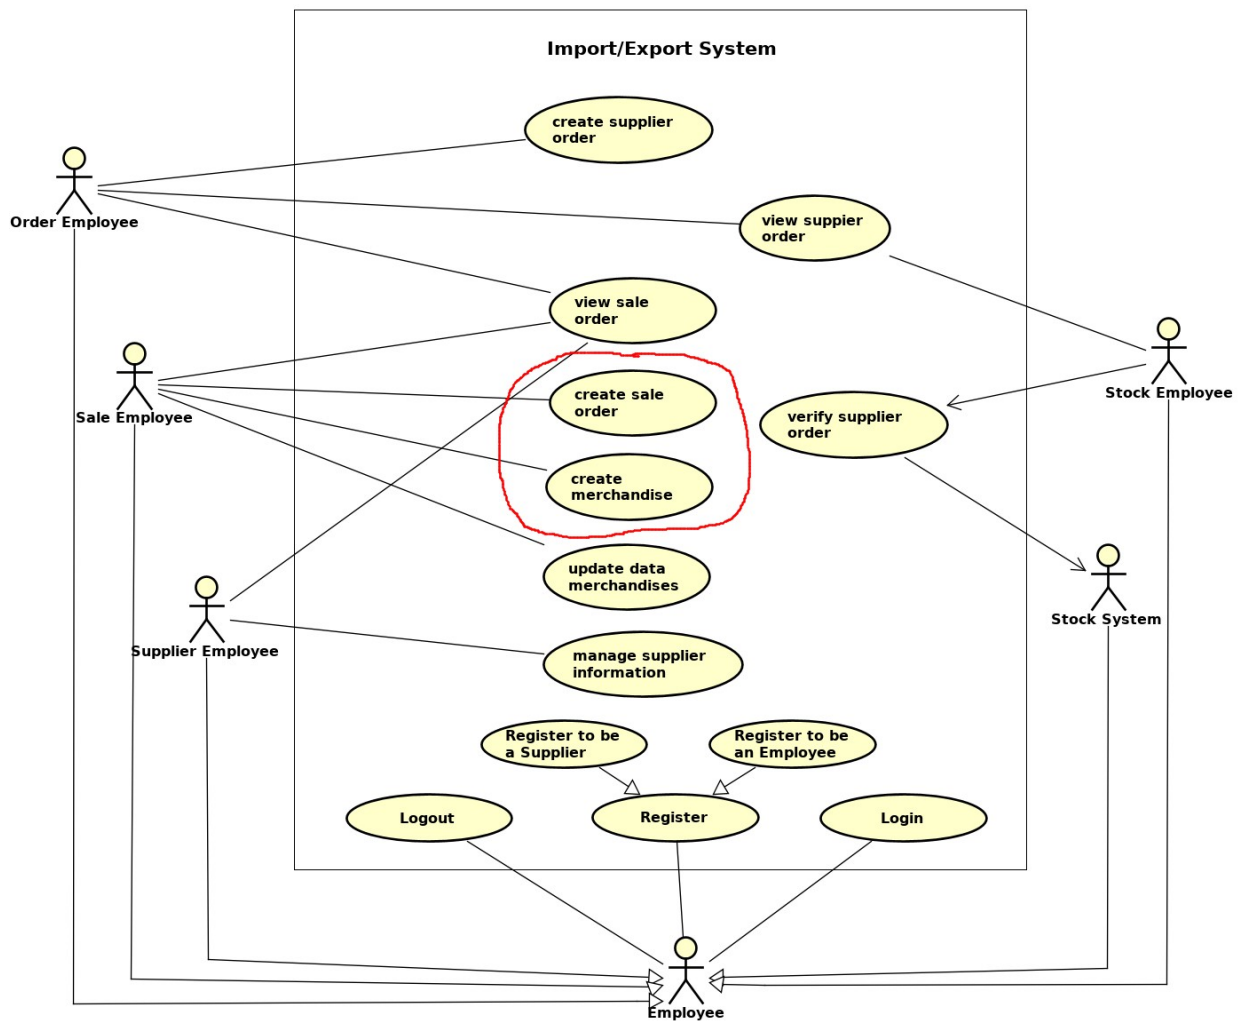 Import/Export System
create supplier
order
Order Employee
view suppier
order
view sale
order
Sale Employee
create sale
order
Stock Employee
verify supplier
order
create
merchandise
update data
merchandises
Stock System
Supplier Employee
manage supplier
information
Register to be
a Supplier
Register to be
an Employee
Logout
Register
Login
Employee